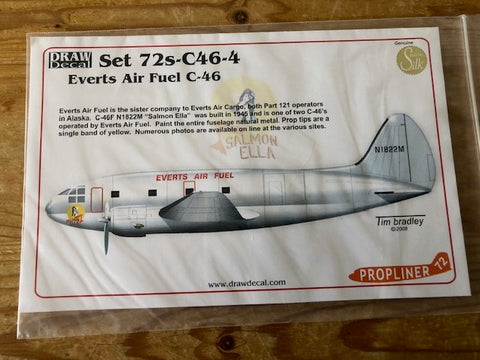 DRAW Decal
Set 72s-C46-4
Everts Air Fuel C-46
Genuine
Silk
Everts Air Fuel is the sister company to Everts Air Cargo, both Part 121 operators
in Alaska. C-46F N1822M "Salmon Ella" was built in 1945 and is one of two C-46's
operated by Everts Air Fuel. Paint the entire fuselage natural metal. Prop tips are a
single band of yellow. Numerous photos are available on line at the various sites.
SALMON
ELLA
N1822M
EVERTS AIR FUEL
Tim bradley
©2008
PROPLINER 72
www.drawdecal.com